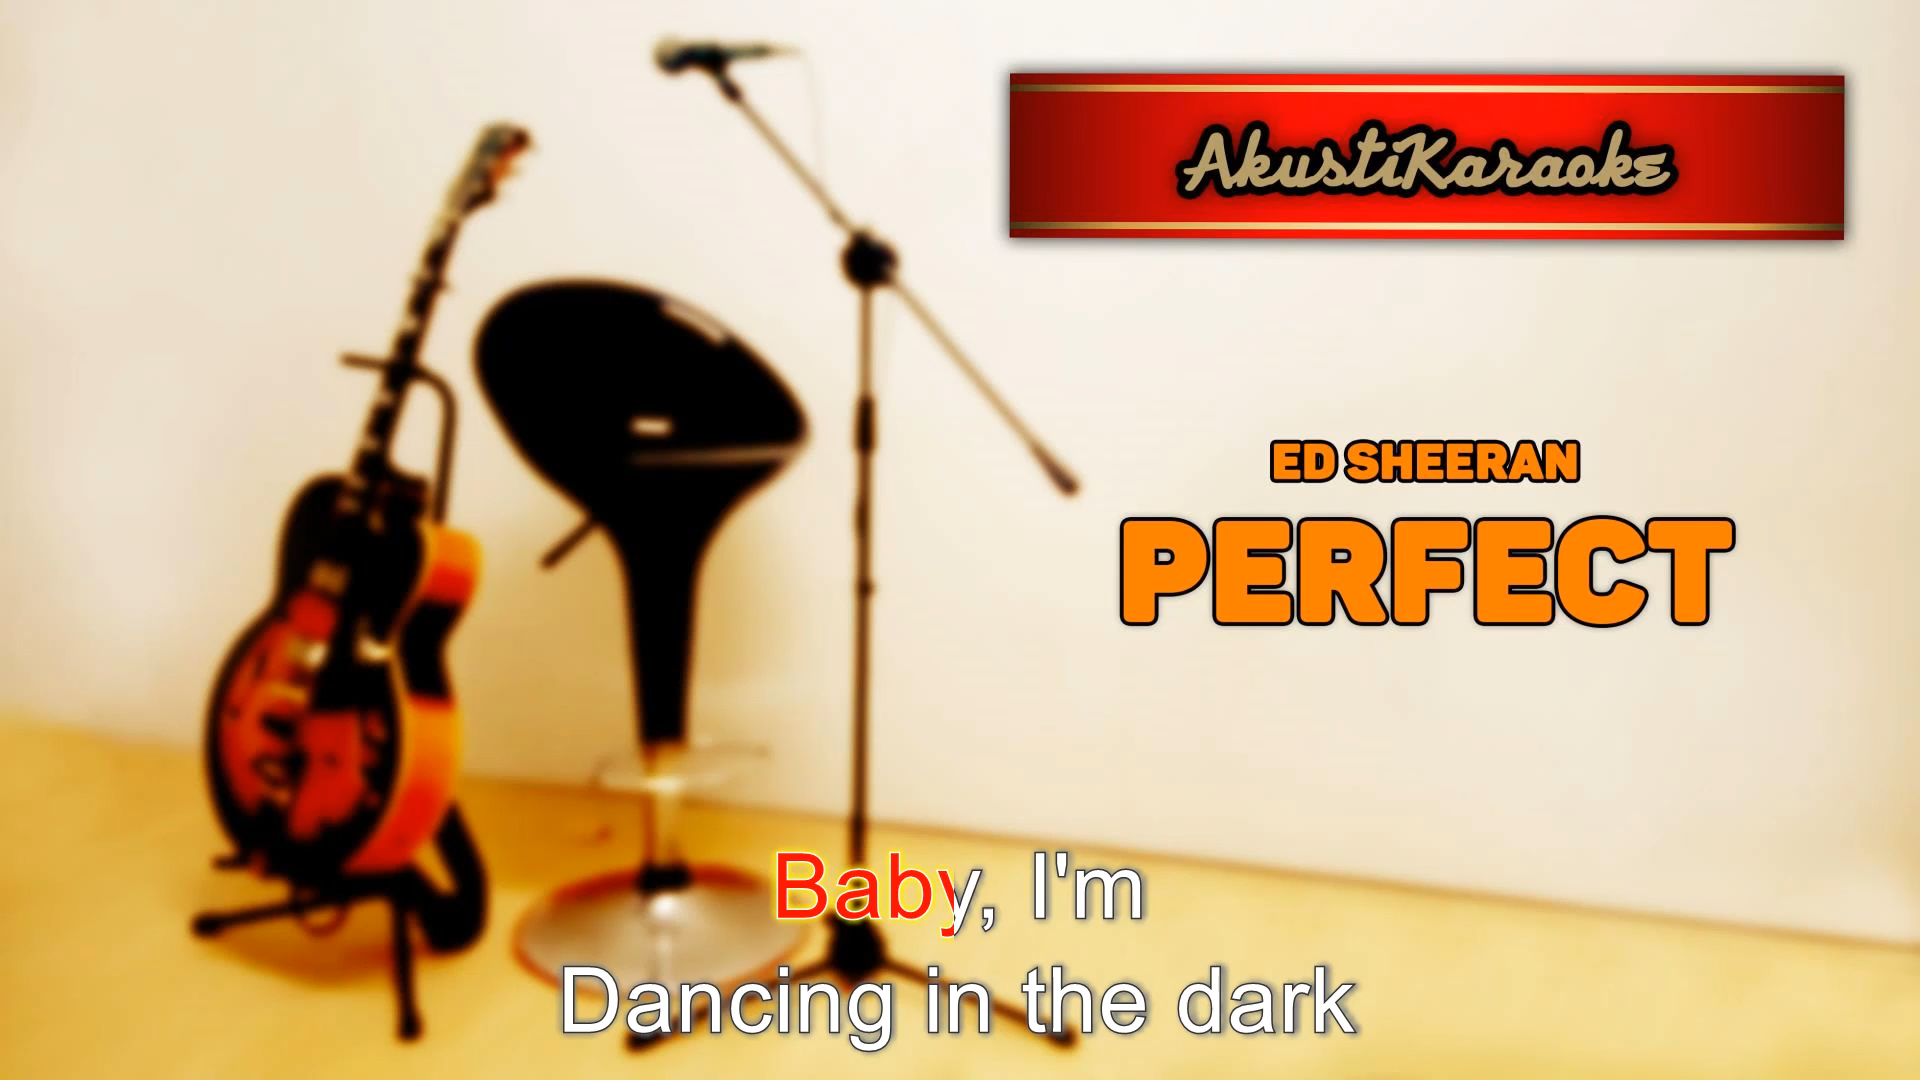 AkustiKaraoke
ED SHEERAN
PERFECT
Baby, I'm
Dancing in the dark